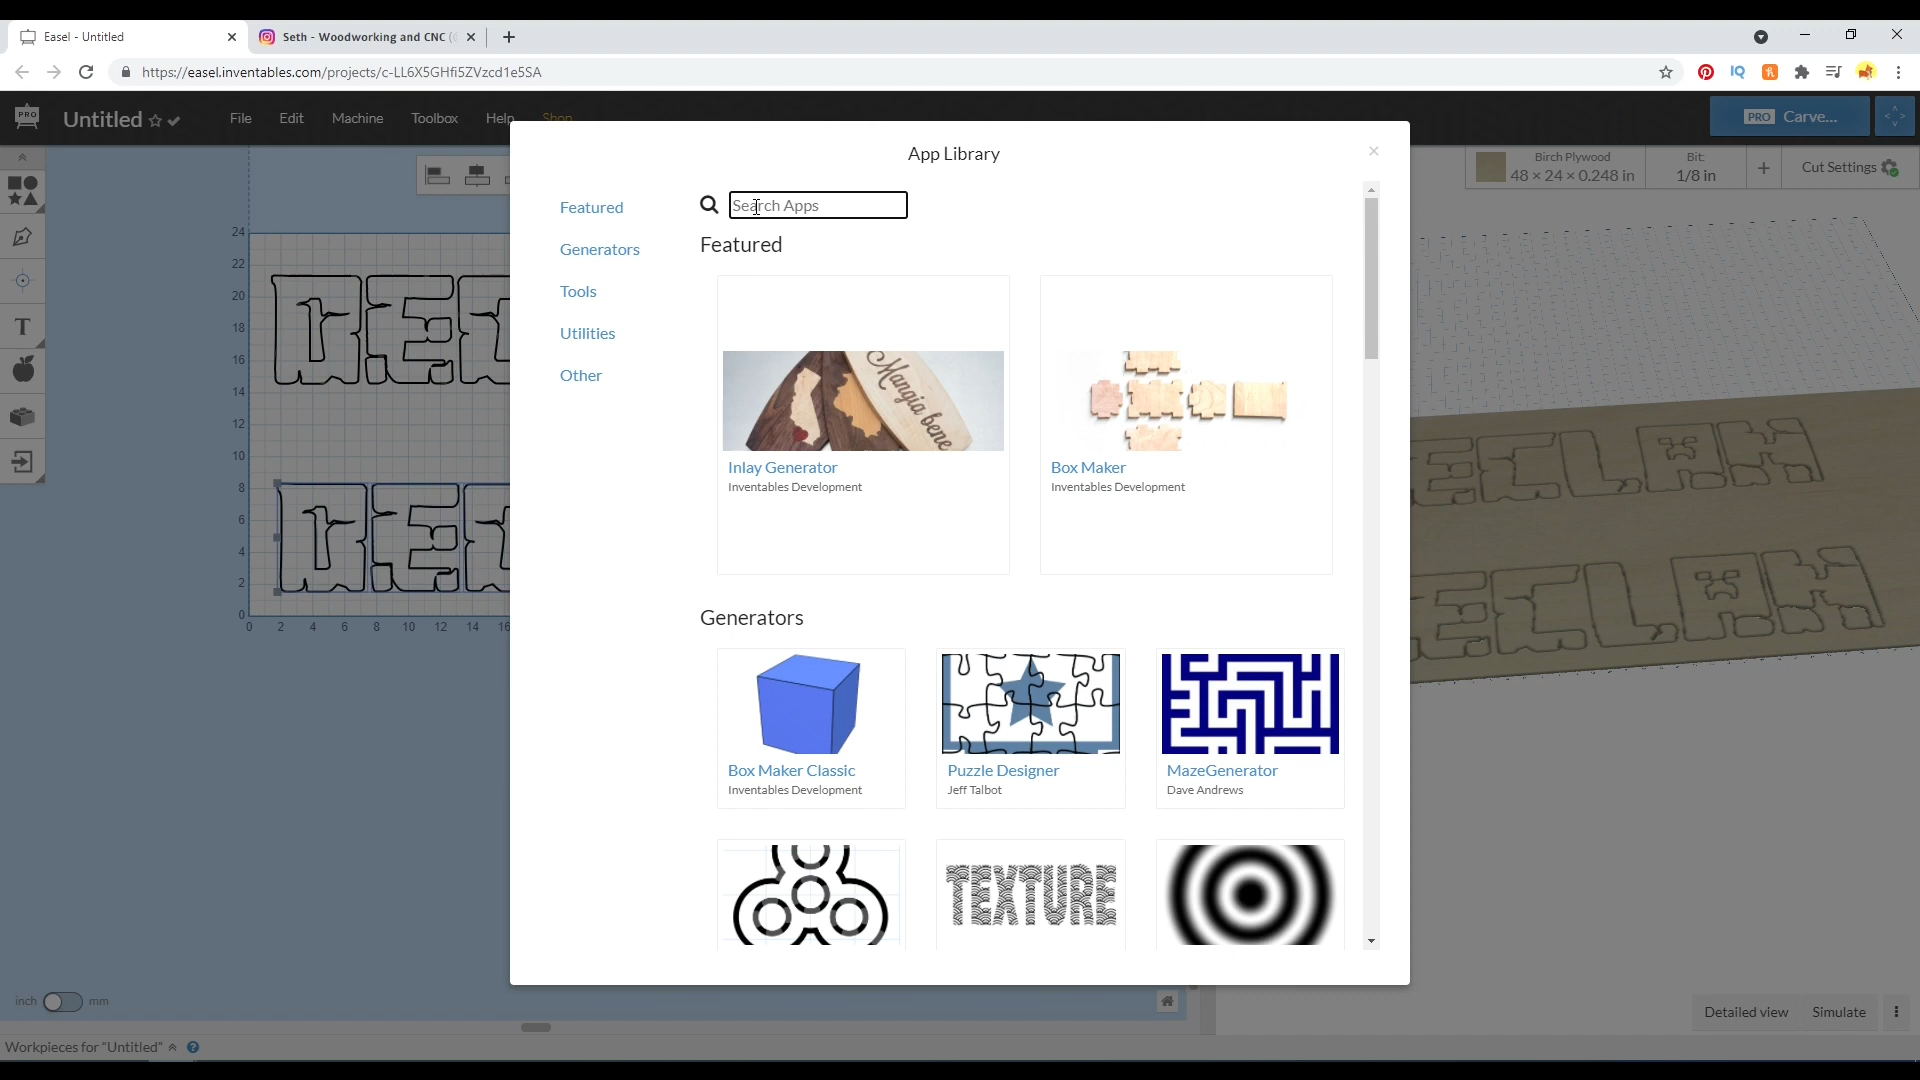 Easel - Untitled
Seth - Woodworking and CNC (
https://easel.inventables.com/projects/c-LL6X5GHfi5ZVzcd1e5SA
PRO
Untitled
File
Edit
Machine
Toolbox
Help
Shop
PRO Carve...
App Library
Birch Plywood
48 × 24 × 0.248 in
Bit:
1/8 in
Cut Settings
Featured
Generators
Tools
Utilities
Other
Search Apps
Featured
Mangia bene
Inlay Generator
Inventables Development
Box Maker
Inventables Development
Generators
Box Maker Classic
Inventables Development
Puzzle Designer
Jeff Talbot
MazeGenerator
Dave Andrews
TEXTURE
T
24
22
20
18
16
14
12
10
8
6
4
2
0
0 2 4 6 8 10 12 14 16
inch mm
Detailed view
Simulate
Workpieces for "Untitled"